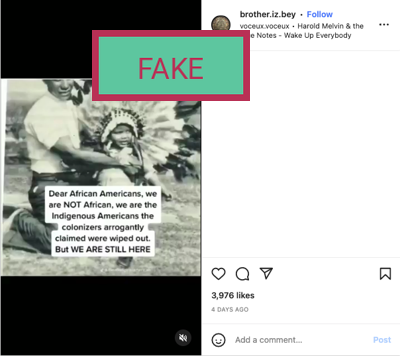 brother.iz.bey • Follow
voceux.voceux • Harold Melvin & the
e Notes - Wake Up Everybody
FAKE
Dear African Americans, we
are NOT African, we are the
Indigenous Americans the
colonizers arrogantly
claimed were wiped out.
But WE ARE STILL HERE
3,976 likes
4 DAYS AGO
Add a comment...
Post